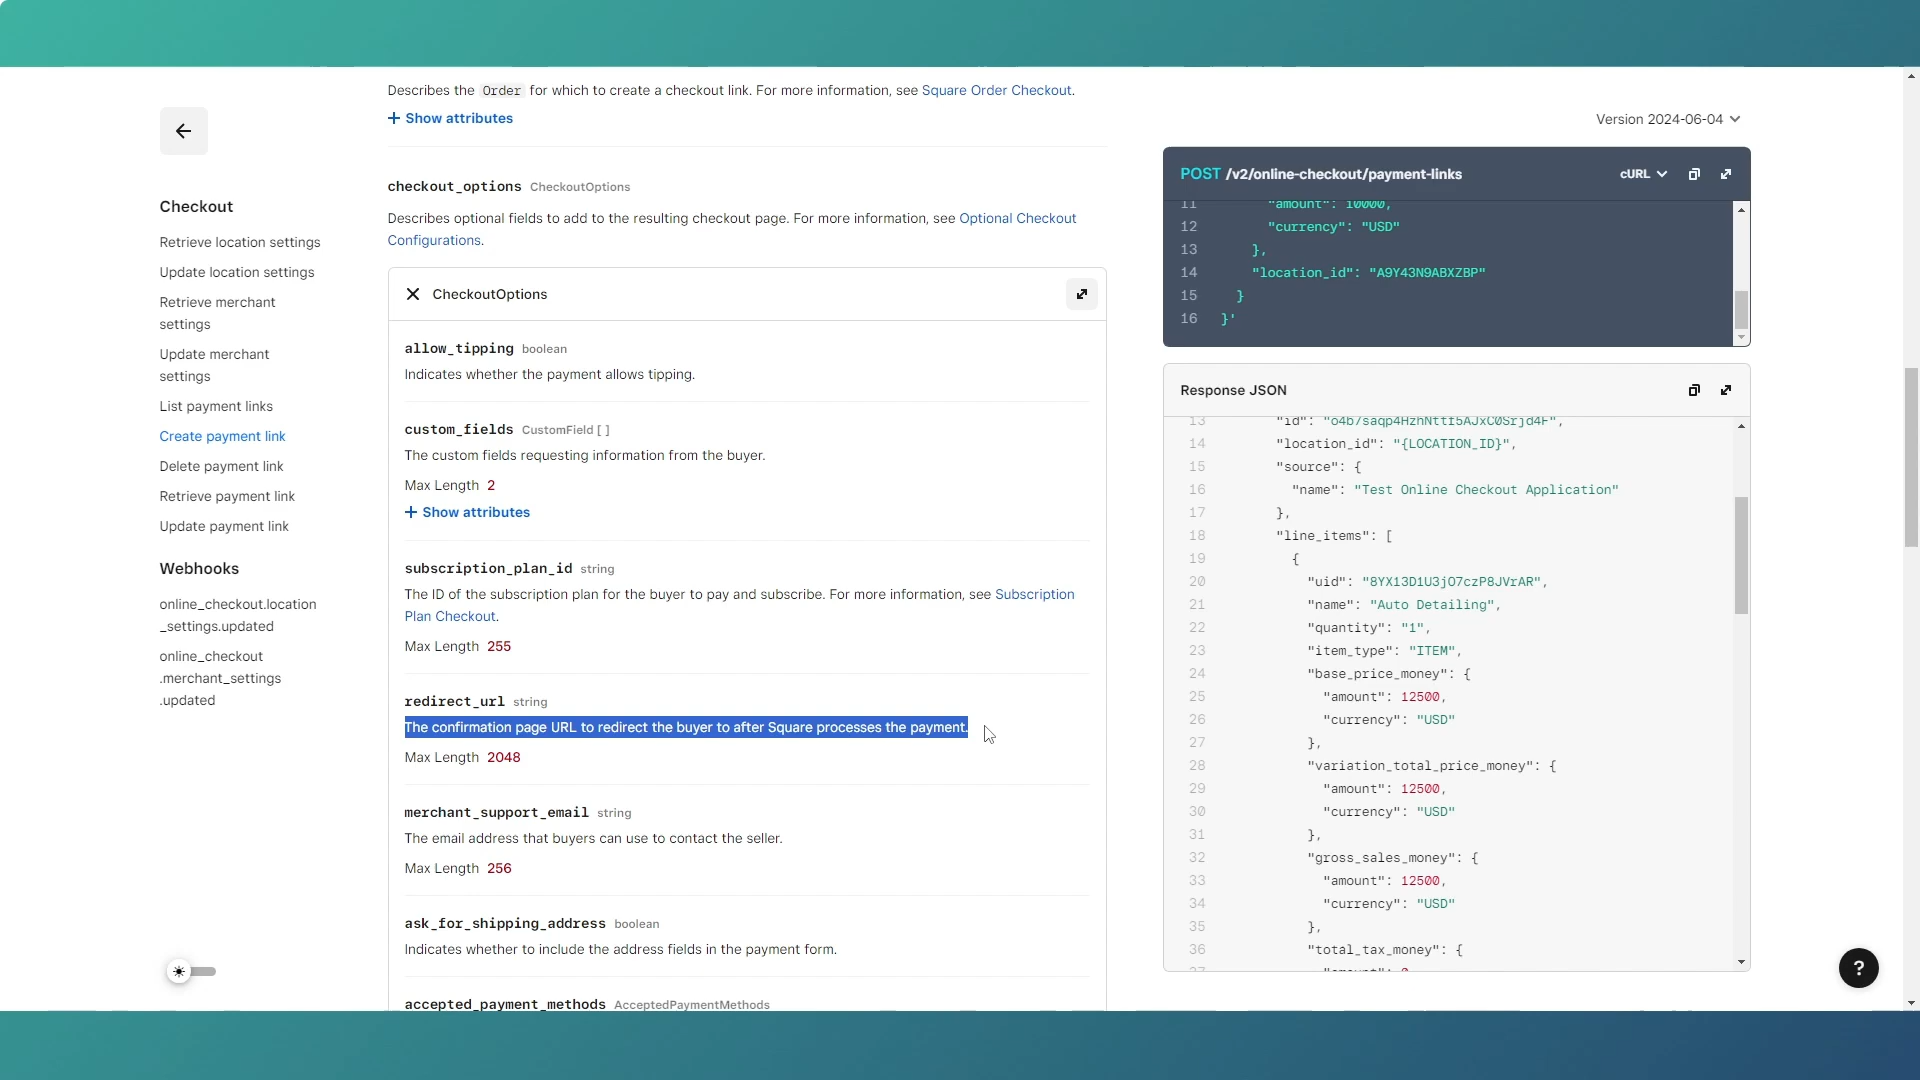 Describes the Order for which to create a checkout link. For more information, see Square Order Checkout.
Show attributes
Version 2024-06-04
Checkout
Retrieve location settings
Update location settings
Retrieve merchant
settings
Update merchant
settings
List payment links
Create payment link
Delete payment link
Retrieve payment link
Update payment link
Webhooks
online_checkout.location
_settings.updated
online_checkout
.merchant_settings
.updated
checkout_options CheckoutOptions
Describes optional fields to add to the resulting checkout page. For more information, see Optional Checkout
Configurations.
CheckoutOptions
allow_tipping boolean
Indicates whether the payment allows tipping.
custom_fields CustomField [ ]
The custom fields requesting information from the buyer.
Max Length 2
Show attributes
subscription_plan_id string
The ID of the subscription plan for the buyer to pay and subscribe. For more information, see Subscription
Plan Checkout.
Max Length 255
redirect_url string
The confirmation page URL to redirect the buyer to after Square processes the payment.
Max Length 2048
merchant_support_email string
The email address that buyers can use to contact the seller.
Max Length 256
ask_for_shipping_address boolean
Indicates whether to include the address fields in the payment form.
accepted_payment_methods AcceptedPaymentMethods
POST /v2/online-checkout/payment-links
cURL
11 "amount": 10000,
12 "currency": "USD"
13 },
14 "location_id": "A9Y43N9ABXZBP"
15 }
16 }'
Response JSON
13 "id":
14 "location_id": "{LOCATION_ID}",
15 "source": {
16 "name": "Test Online Checkout Application"
17 },
18 "line_items": [
19 {
20 "uid": "8YX13D1U3jO7czP8JVrAR",
21 "name": "Auto Detailing",
22 "quantity": "1",
23 "item_type": "ITEM",
24 "base_price_money": {
25 "amount": 12500,
26 "currency": "USD"
27 },
28 "variation_total_price_money": {
29 "amount": 12500,
30 "currency": "USD"
31 },
32 "gross_sales_money": {
33 "amount": 12500,
34 "currency": "USD"
35 },
36 "total_tax_money": {
?